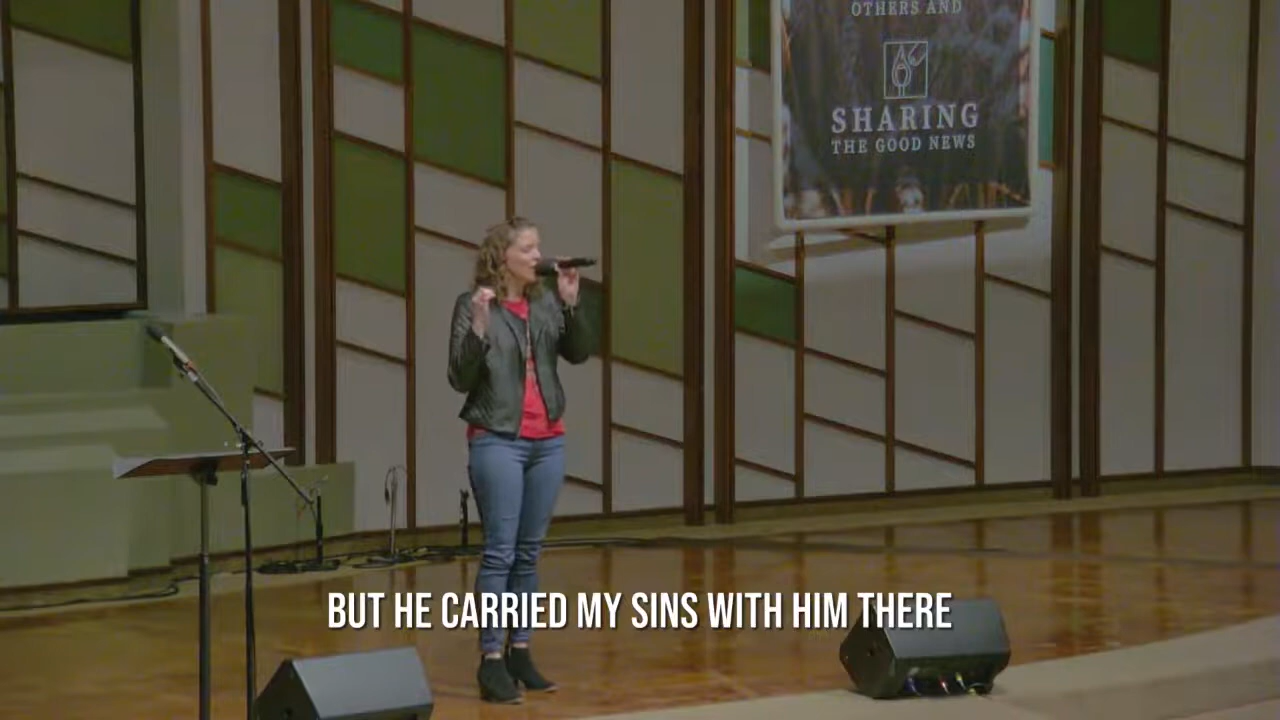 OTHERS AND
SHARING
THE GOOD NEWS
BUT HE CARRIED MY SINS WITH HIM THERE